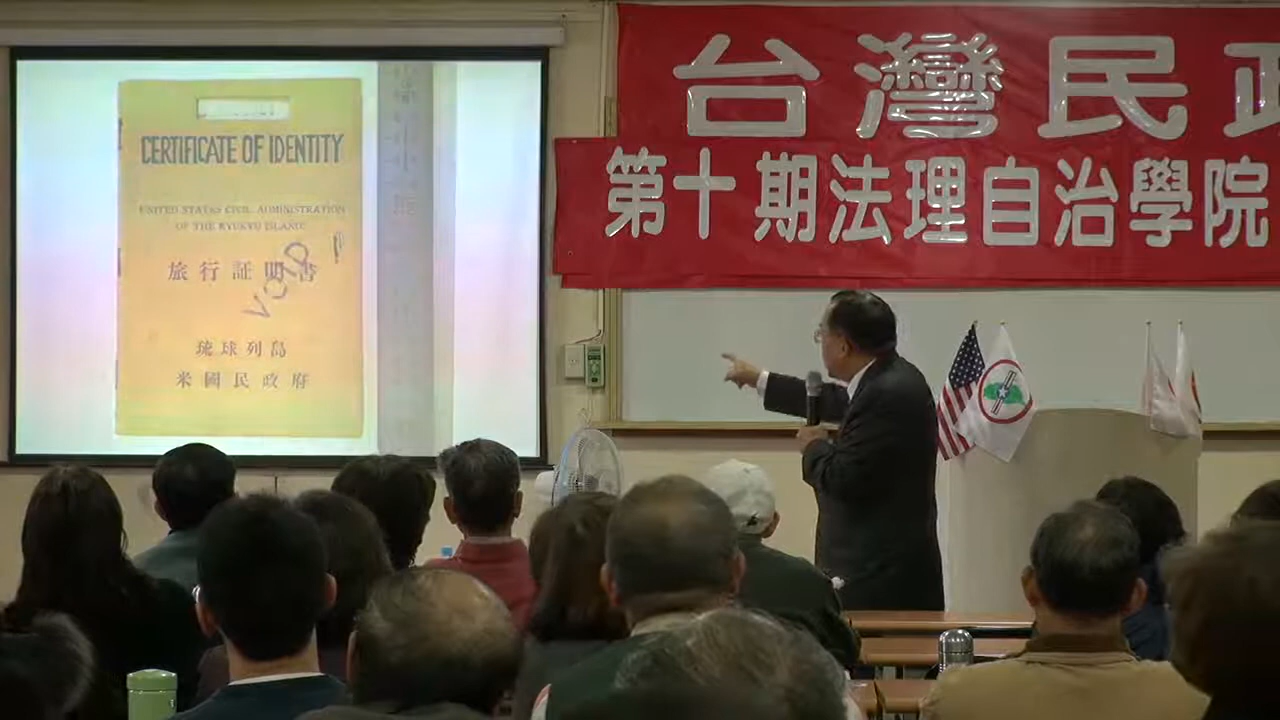 CERTIFICATE OF IDENTITY
UNITED STATES CIVIL ADMINISTRATION
OF THE RYUKYU ISLANDS
旅行証明書
VOID
琉球列島
米國民政府
台灣民政
第十期法理自治學院